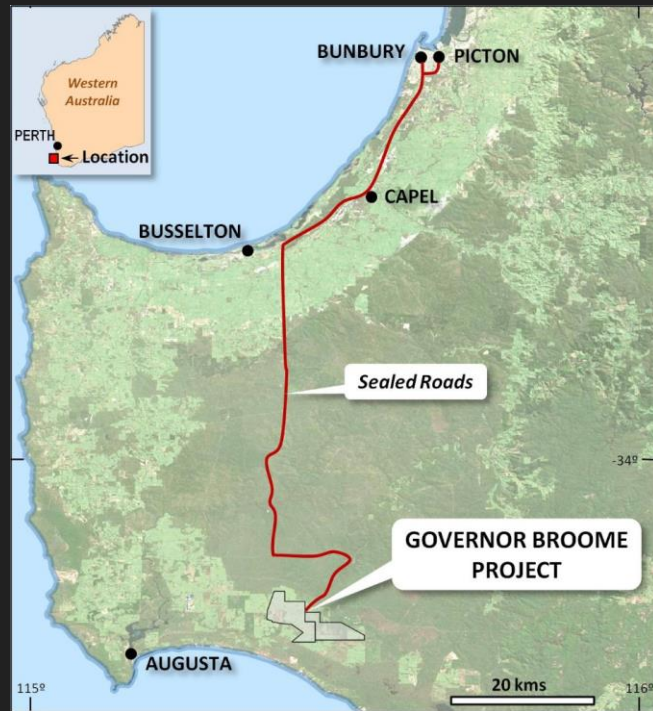 Western
Australia
PERTH
Location
BUNBURY
PICTON
CAPEL
BUSSELTON
Sealed Roads
-34º
GOVERNOR BROOME
PROJECT
AUGUSTA
20 kms
115º
116º